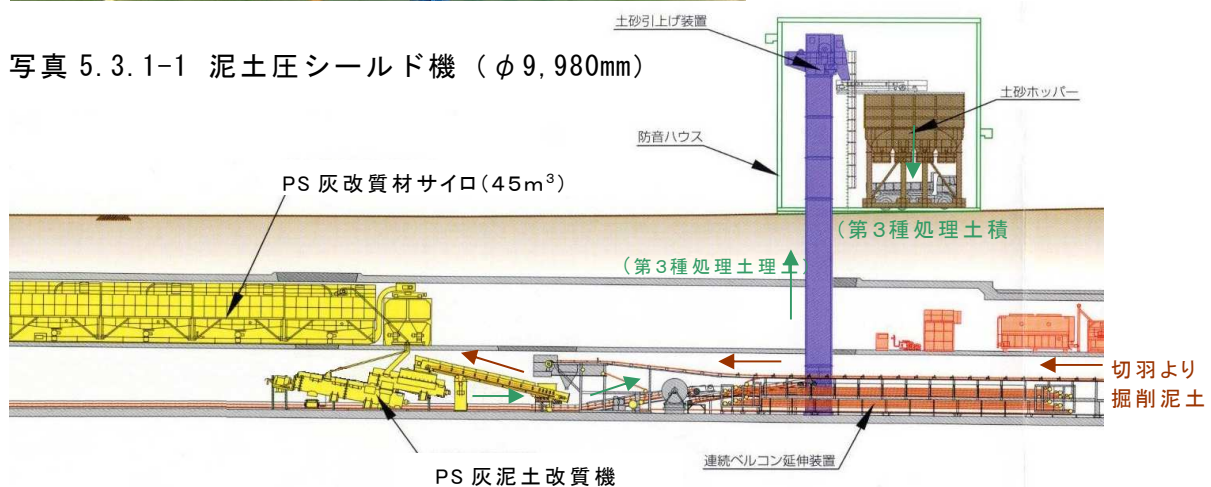 土砂引上げ装置
写真 5.3.1-1 泥土圧シールド機 (φ9,980mm)
土砂ホッパー
防音ハウス
PS 灰改質材サイロ(45m³)
(第3種処理土積
(第3種処理土理土)
切羽より
掘削泥土
連続ベルコン延伸装置
PS 灰泥土改質機